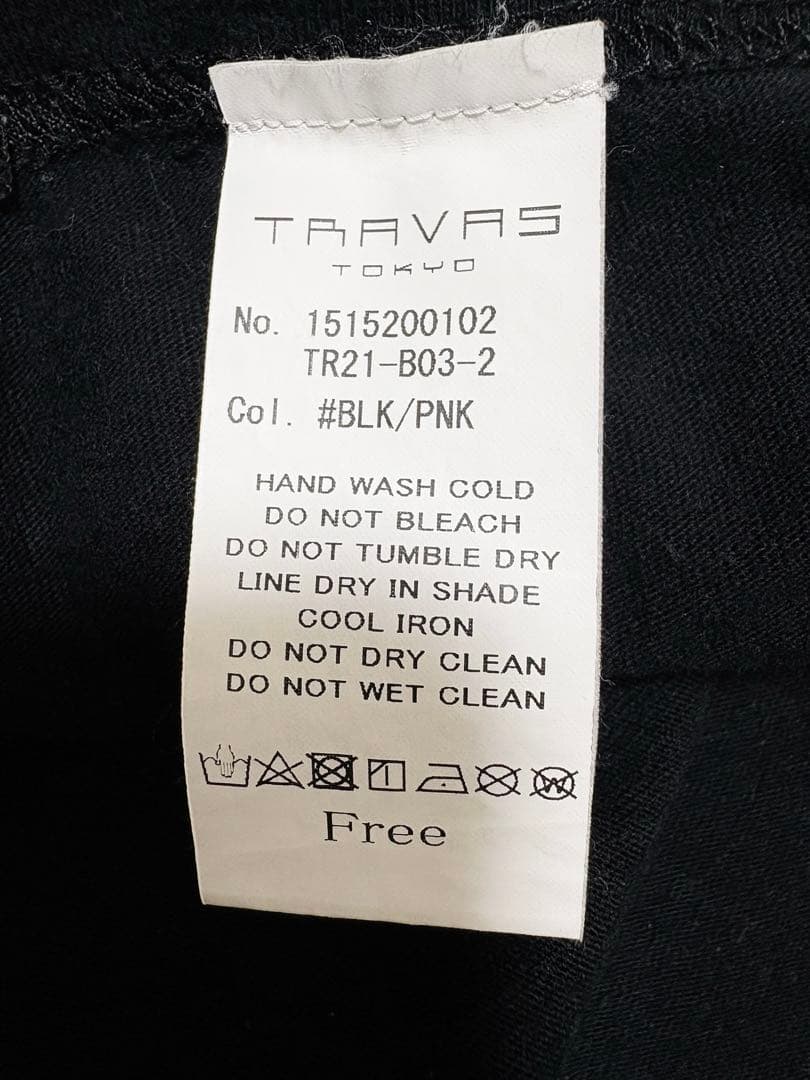 TRAVAS
TOKYO
No. 1515200102
TR21-B03-2
Col. #BLK/PNK
HAND WASH COLD
DO NOT BLEACH
DO NOT TUMBLE DRY
LINE DRY IN SHADE
COOL IRON
DO NOT DRY CLEAN
DO NOT WET CLEAN
W
Free